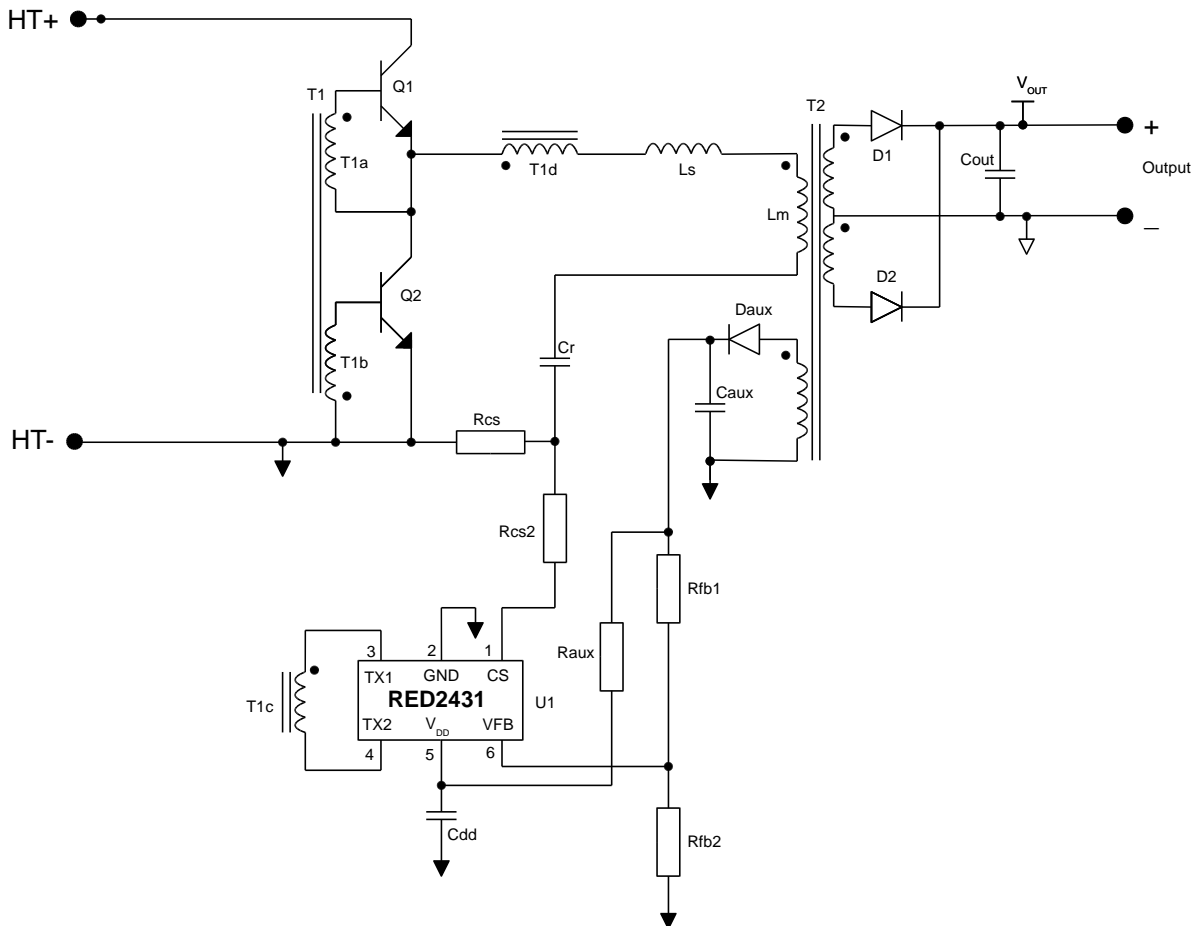 HT+
Q1
T1
T1a
T1d
Ls
T2
Lm
D1
VOUT
Cout
+
Output
_
D2
Q2
T1b
Cr
Daux
Caux
HT-
Rcs
Rcs2
Rfb1
Raux
3
2
1
TX1
GND
CS
RED2431
U1
T1c
TX2
VDD
VFB
4
5
6
Cdd
Rfb2